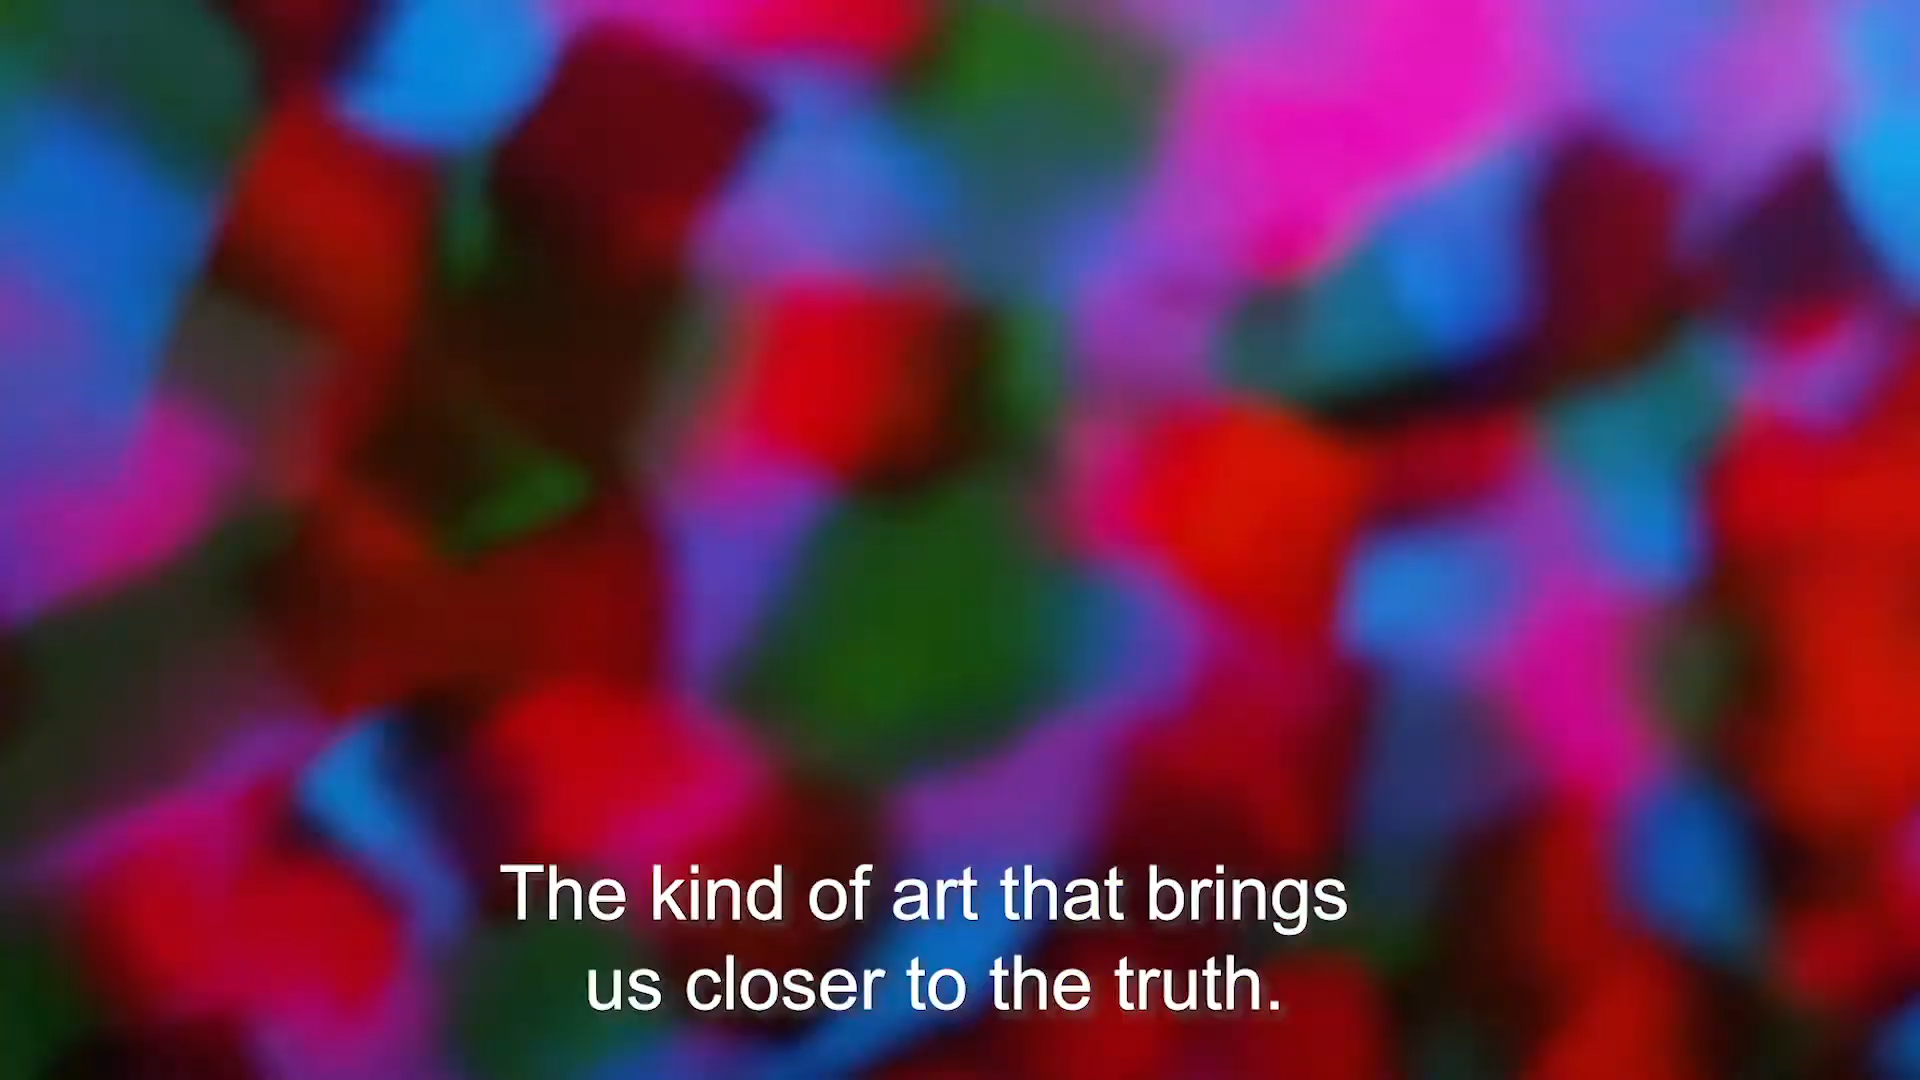 The kind of art that brings
us closer to the truth.